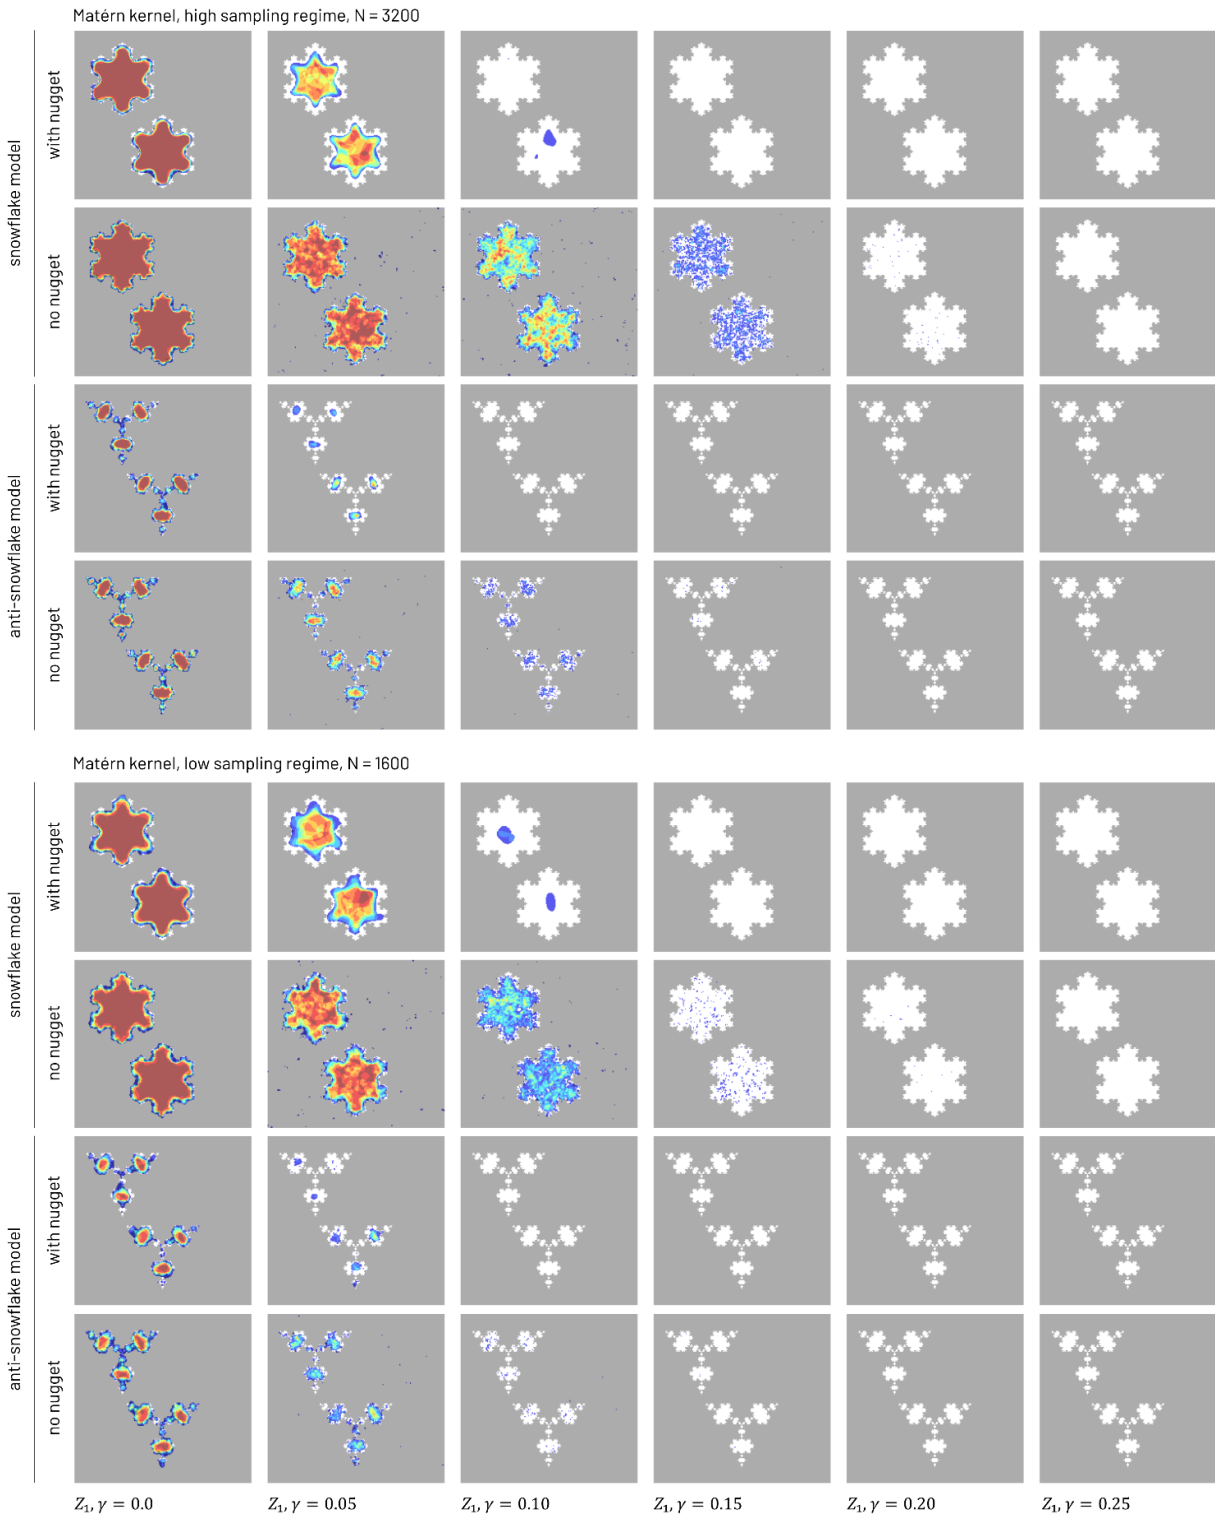 Matérn kernel, high sampling regime, N = 3200
snowflake model
with nugget
no nugget
anti-snowflake model
with nugget
no nugget
Matérn kernel, low sampling regime, N = 1600
snowflake model
with nugget
no nugget
anti-snowflake model
with nugget
no nugget
Z₁, γ = 0.0 Z₁, γ = 0.05 Z₁, γ = 0.10 Z₁, γ = 0.15 Z₁, γ = 0.20 Z₁, γ = 0.25